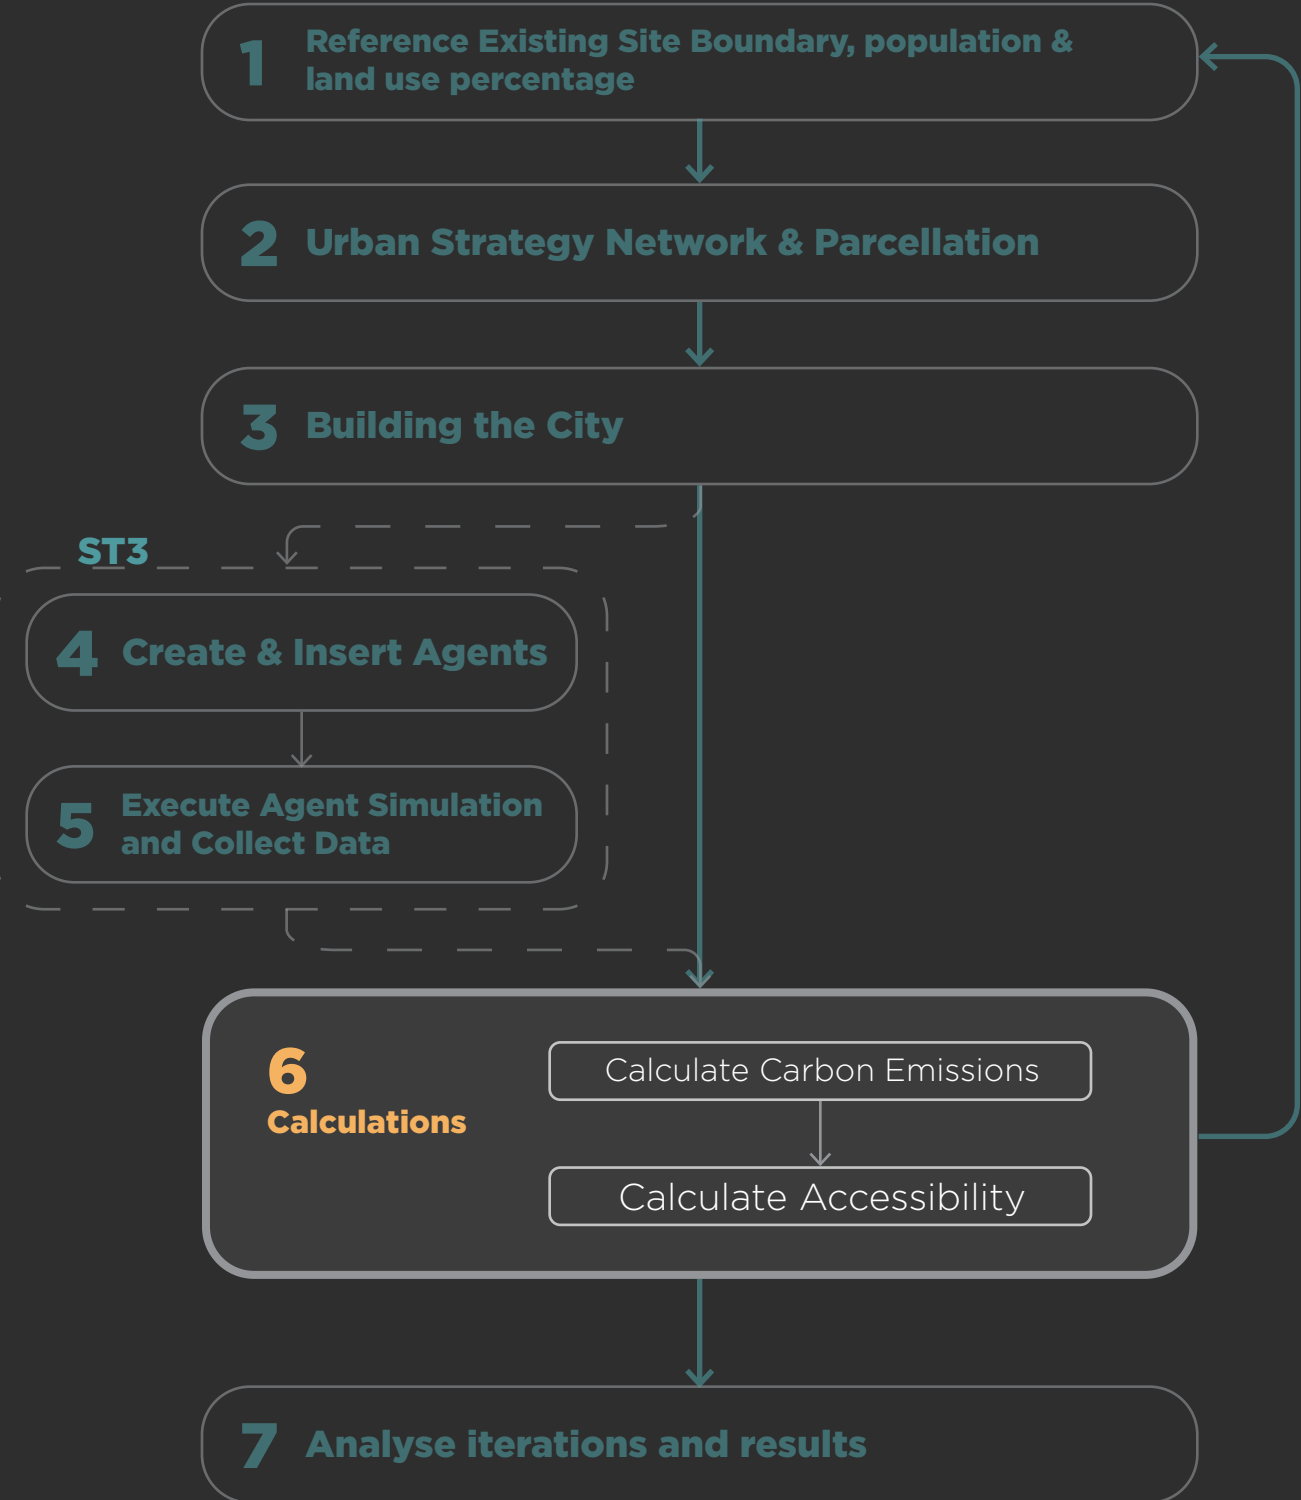 1
Reference Existing Site Boundary, population &
land use percentage
2 Urban Strategy Network & Parcellation
3 Building the City
ST3
4 Create & Insert Agents
5
Execute Agent Simulation
and Collect Data
6
Calculations
Calculate Carbon Emissions
Calculate Accessibility
7 Analyse iterations and results